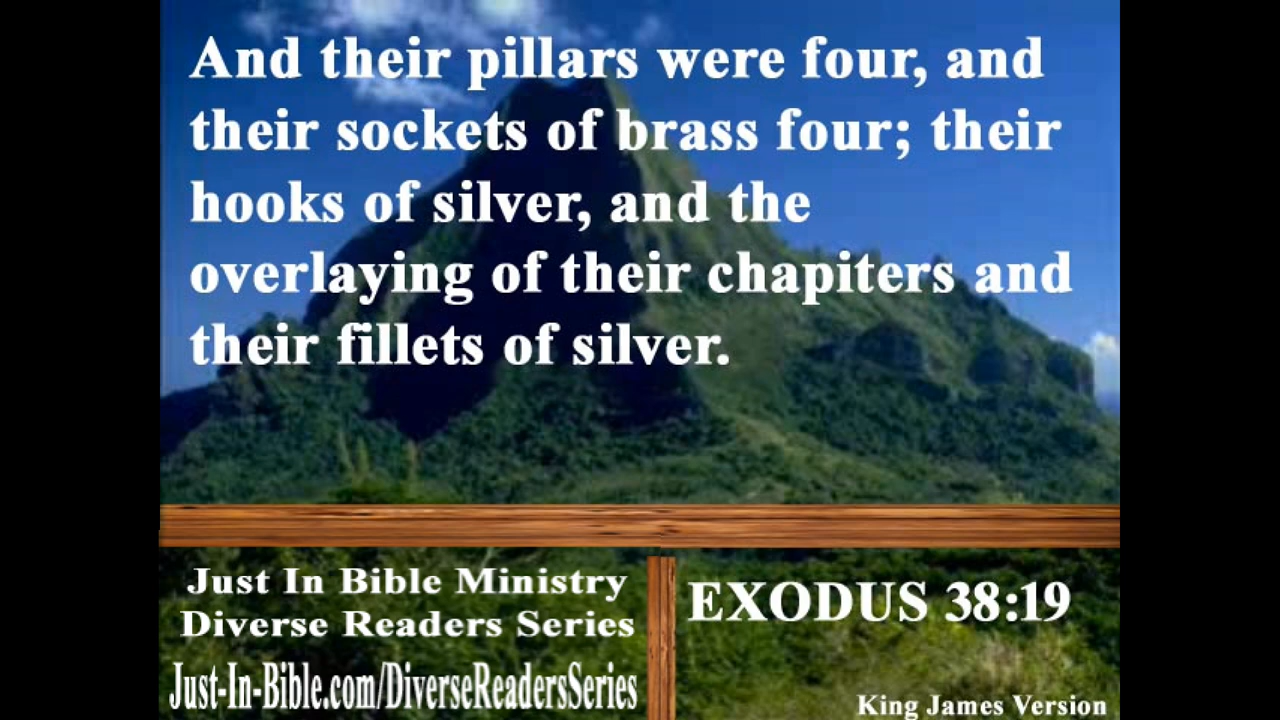 And their pillars were four, and
their sockets of brass four; their
hooks of silver, and the
overlaying of their chapiters and
their fillets of silver.
Just In Bible Ministry
Diverse Readers Series
Just-In-Bible.com/DiverseReadersSeries
EXODUS 38:19
King James Version